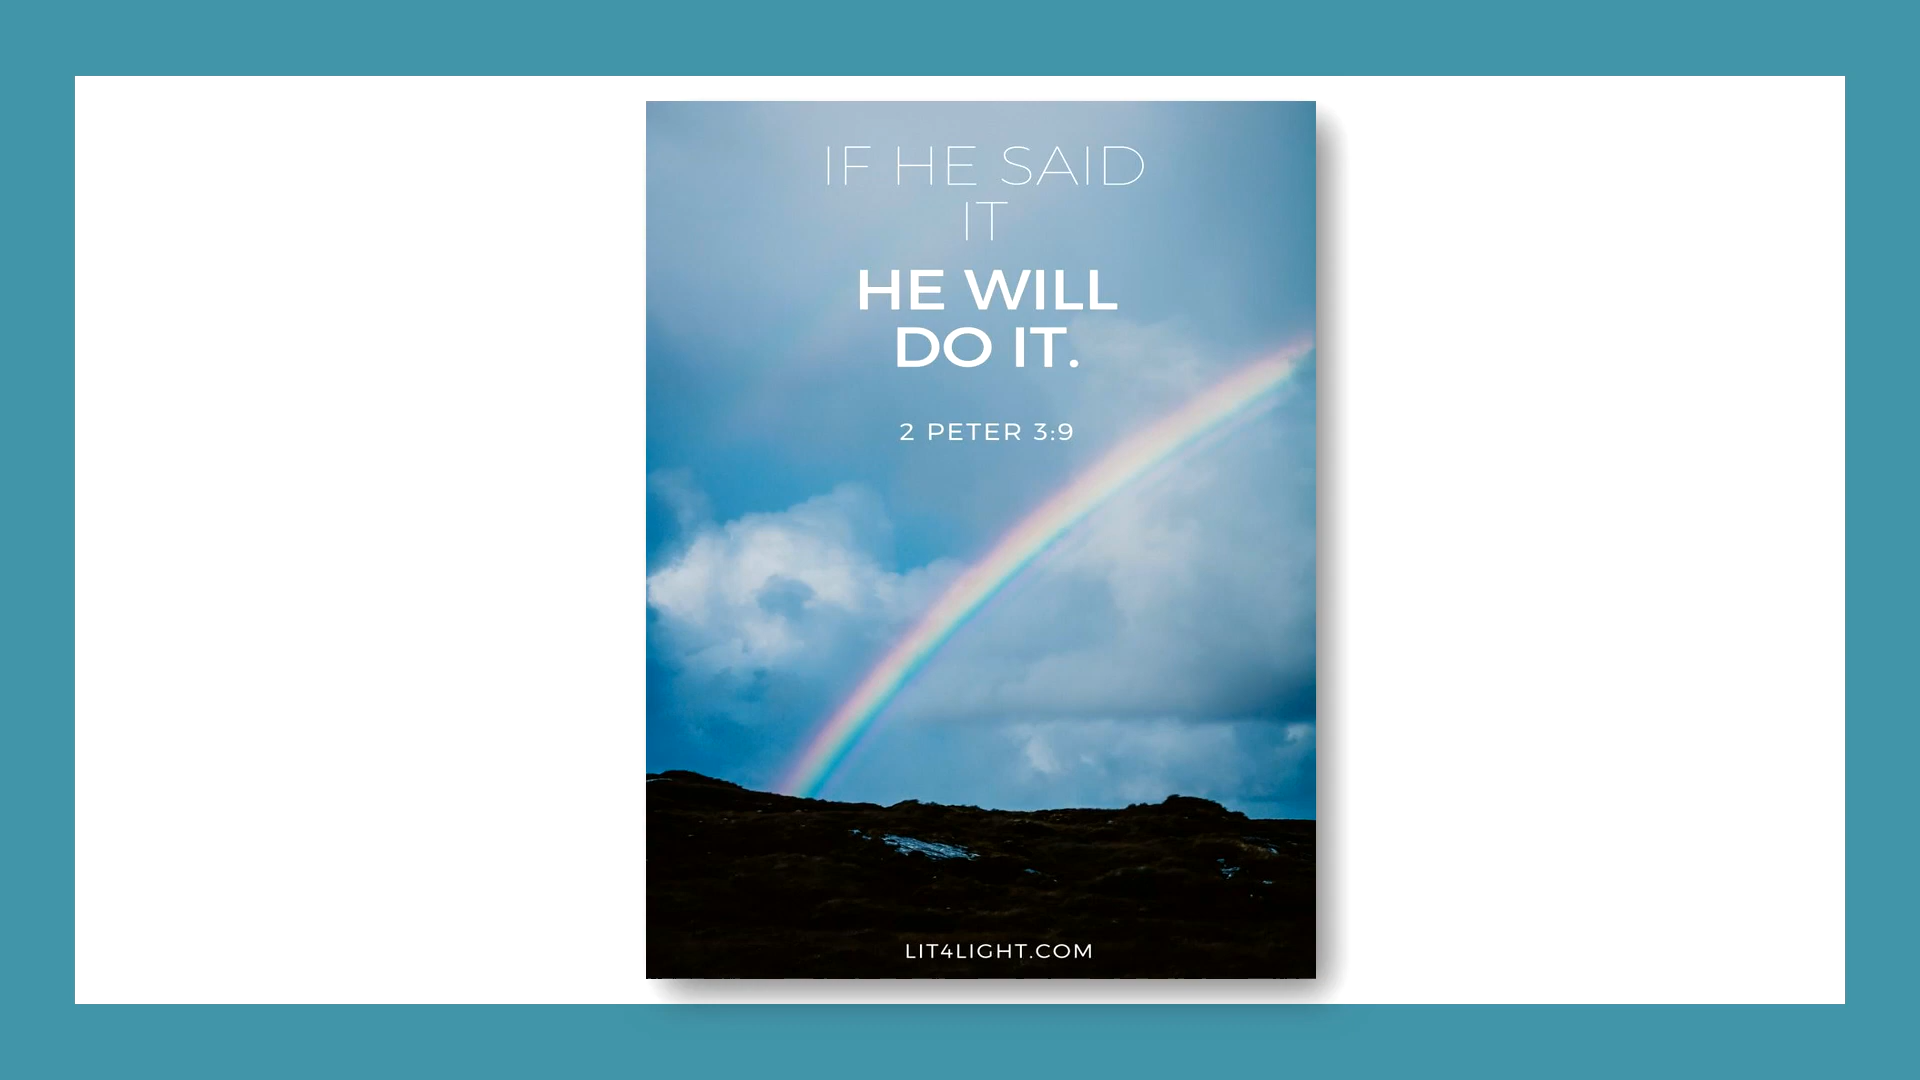 IF HE SAID
IT
HE WILL
DO IT.
2 PETER 3:9
LIT4LIGHT.COM